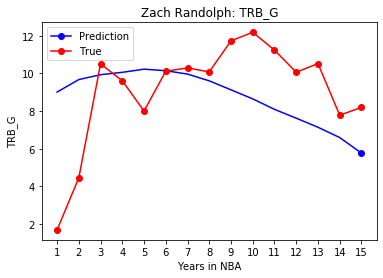 Zach Randolph: TRB_G
Prediction
True
12
10
8
6
4
2
TRB_G
1 2 3 4 5 6 7 8 9 10 11 12 13 14 15
Years in NBA